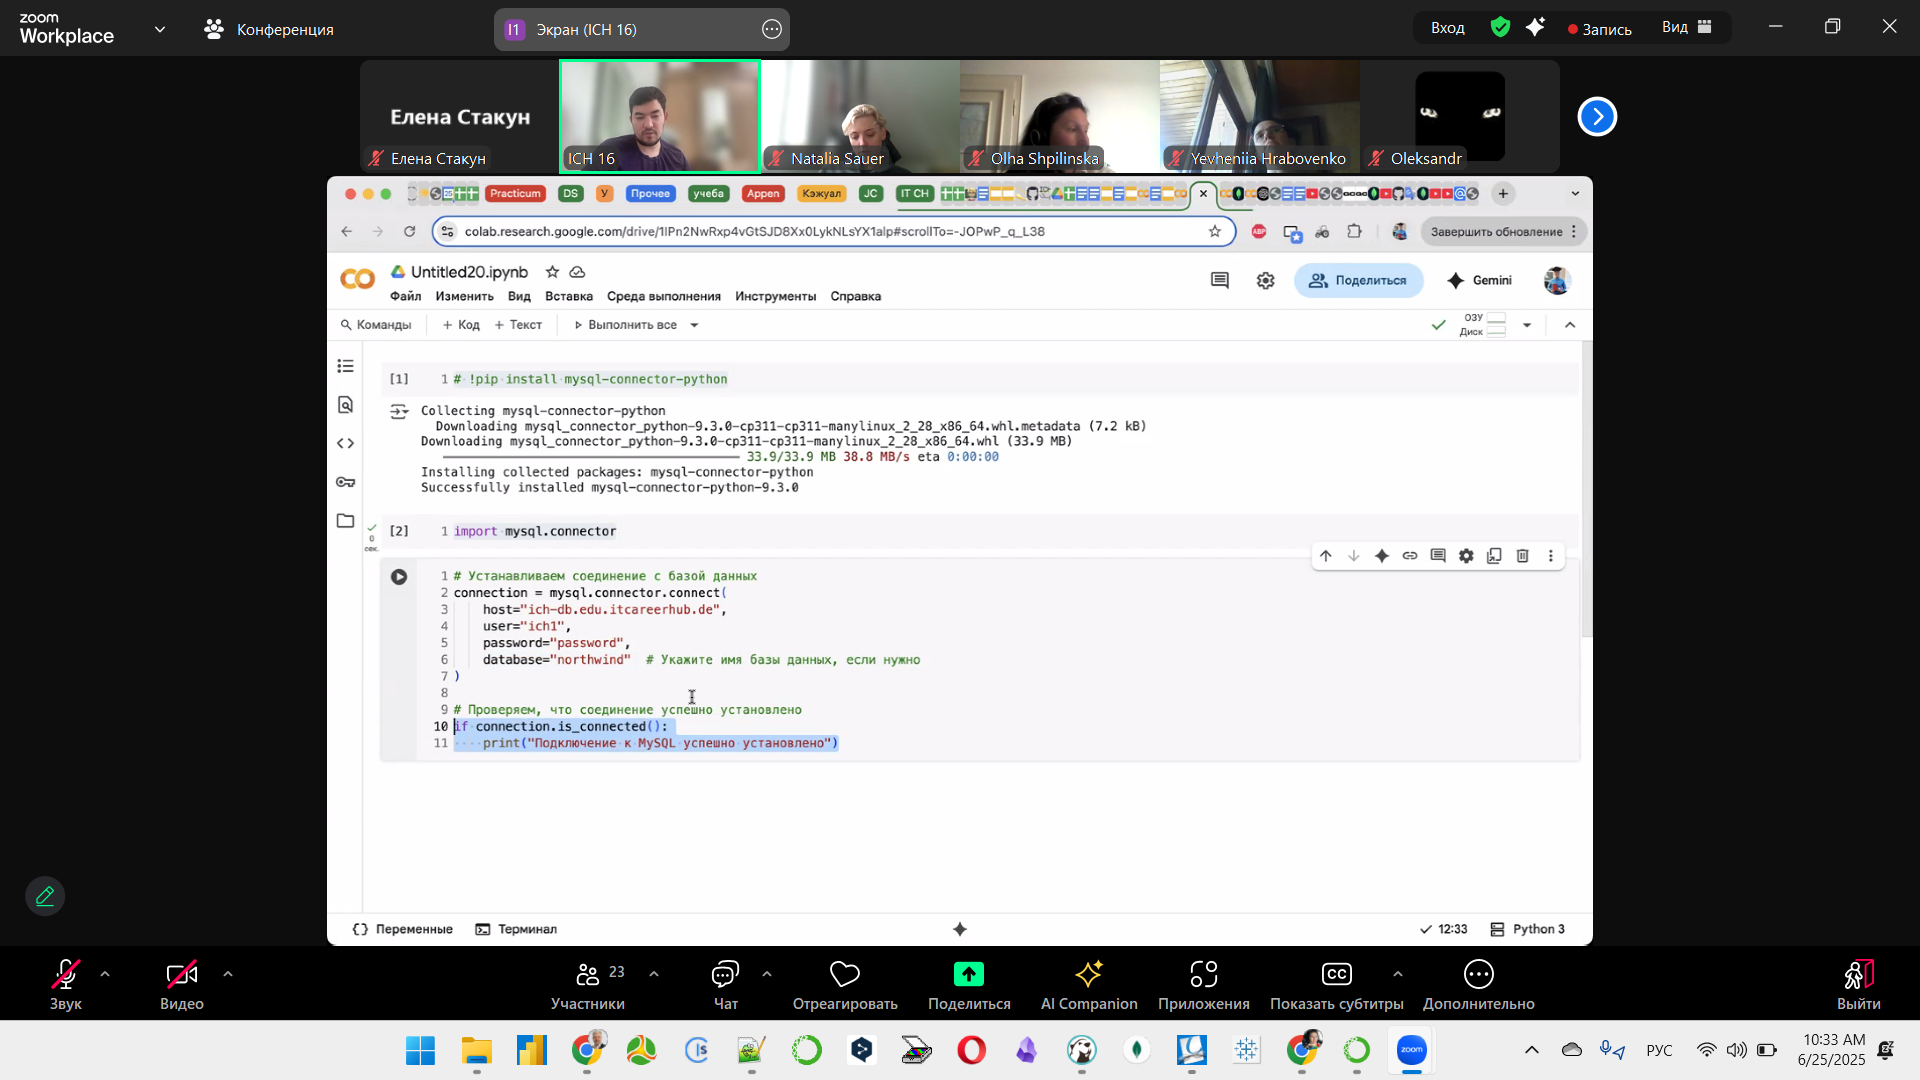 zoom
Workplace
Конференция
I1 Экран (ICH 16)
Вход
Запись
Вид
Елена Стакун
Елена Стакун
ICH 16
Natalia Sauer
Olha Shpilinska
Yevheniia Hrabovenko
Oleksandr
Practicum
DS
У
Прочее
учеба
Appen
Кэжуал
JC
IT CH
colab.research.google.com/drive/1lPn2NwRxp4vGtSJD8Xx0LykNLsYX1alp#scrollTo=-JOPwP_q_L38
ABP
Завершить обновление
Untitled20.ipynb
Поделиться
Gemini
Файл Изменить Вид Вставка Среда выполнения Инструменты Справка
Команды + Код + Текст Выполнить все
ОЗУ
Диск
[1] 1 # !pip install mysql-connector-python
Collecting mysql-connector-python
Downloading mysql_connector_python-9.3.0-cp311-cp311-manylinux_2_28_x86_64.whl.metadata (7.2 kB)
Downloading mysql_connector_python-9.3.0-cp311-cp311-manylinux_2_28_x86_64.whl (33.9 MB)
33.9/33.9 MB 38.8 MB/s eta 0:00:00
Installing collected packages: mysql-connector-python
Successfully installed mysql-connector-python-9.3.0
0
сек.
[2] 1 import mysql.connector
1 # Устанавливаем соединение с базой данных
2 connection = mysql.connector.connect(
3 host="ich-db.edu.itcareerhub.de",
4 user="ich1",
5 password="password",
6 database="northwind" # Укажите имя базы данных, если нужно
7 )
8
9 # Проверяем, что соединение успешно установлено
10 if connection.is_connected():
11 print("Подключение к MySQL успешно установлено")
Переменные
Терминал
12:33
Python 3
Звук
Видео
23
Участники
Чат
Отреагировать
Поделиться
AI Companion
Приложения
CC
Показать субтитры
Дополнительно
Выйти
zoom
РУС
10:33 AM
6/25/2025